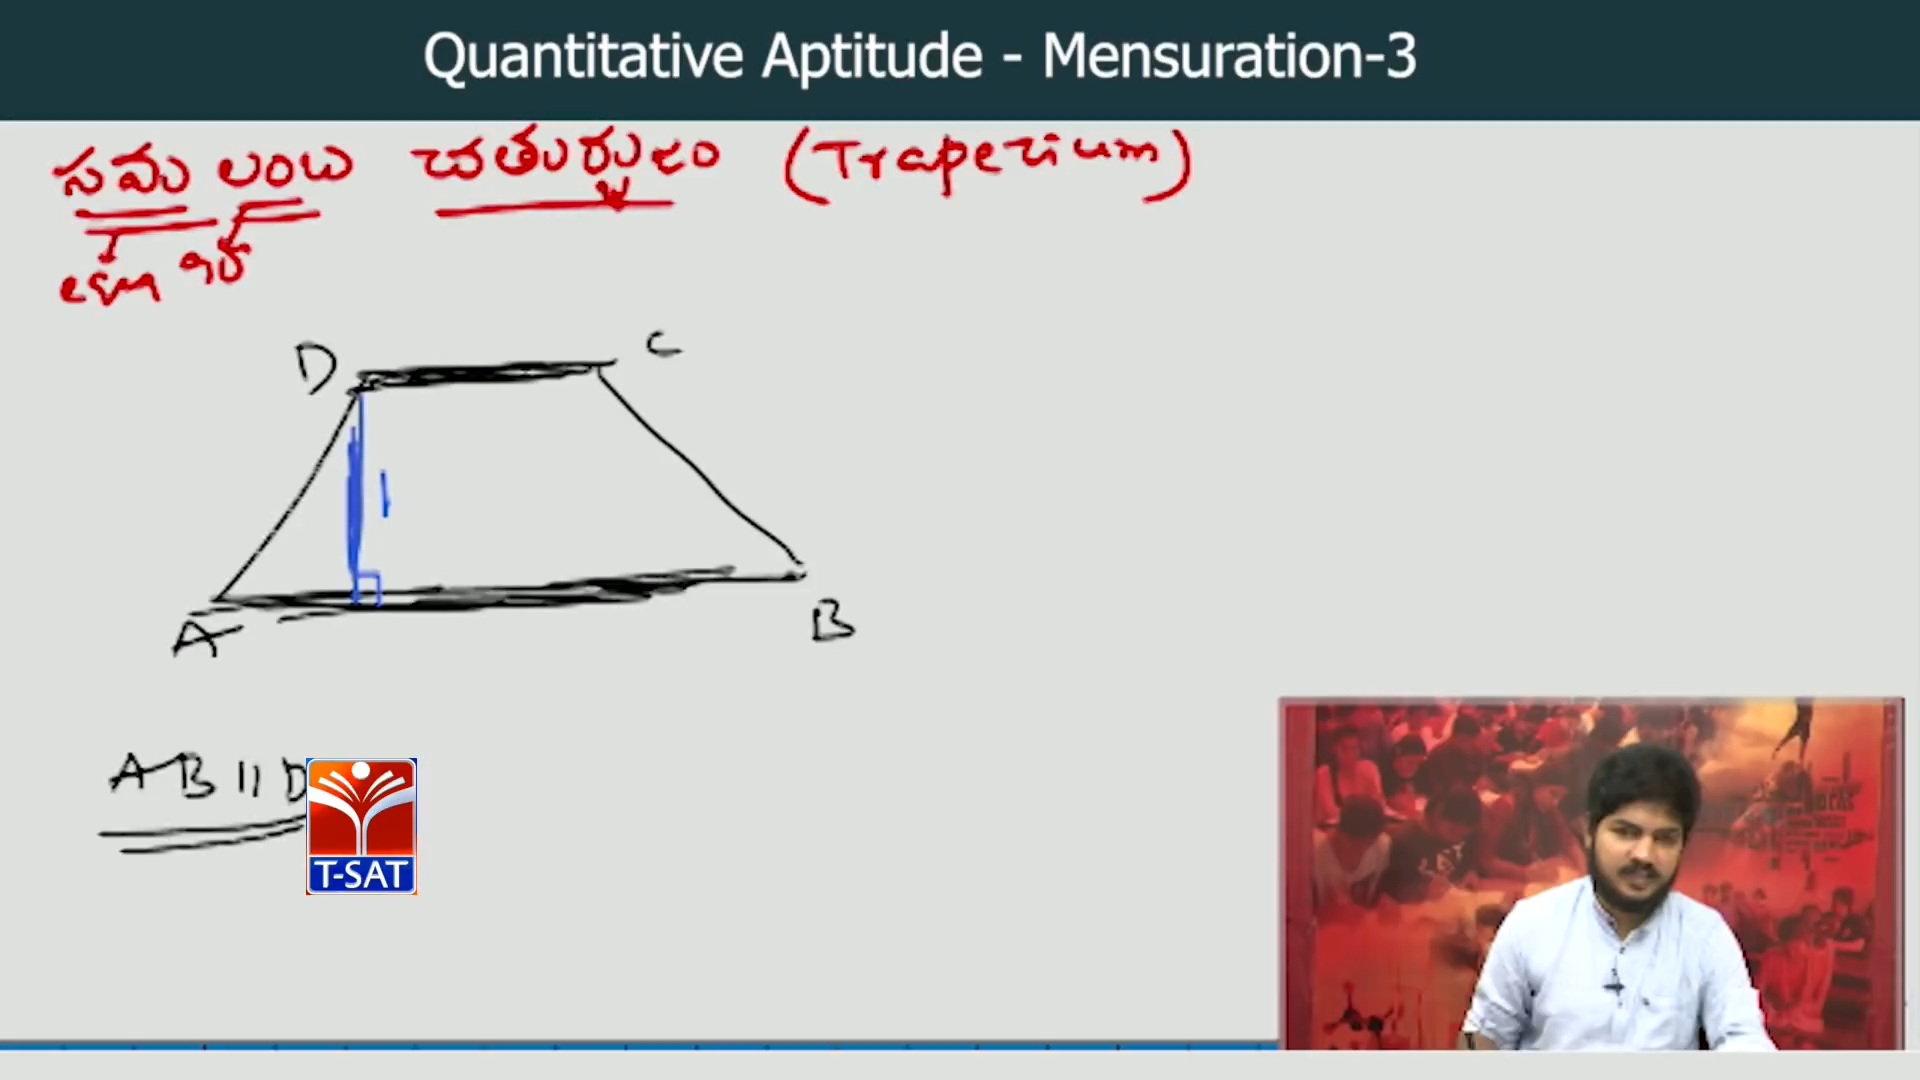 Quantitative Aptitude - Mensuration-3
సమ లంబ చతుర్భుజం (Trapezium)
D C
A B
AB || D
T-SAT